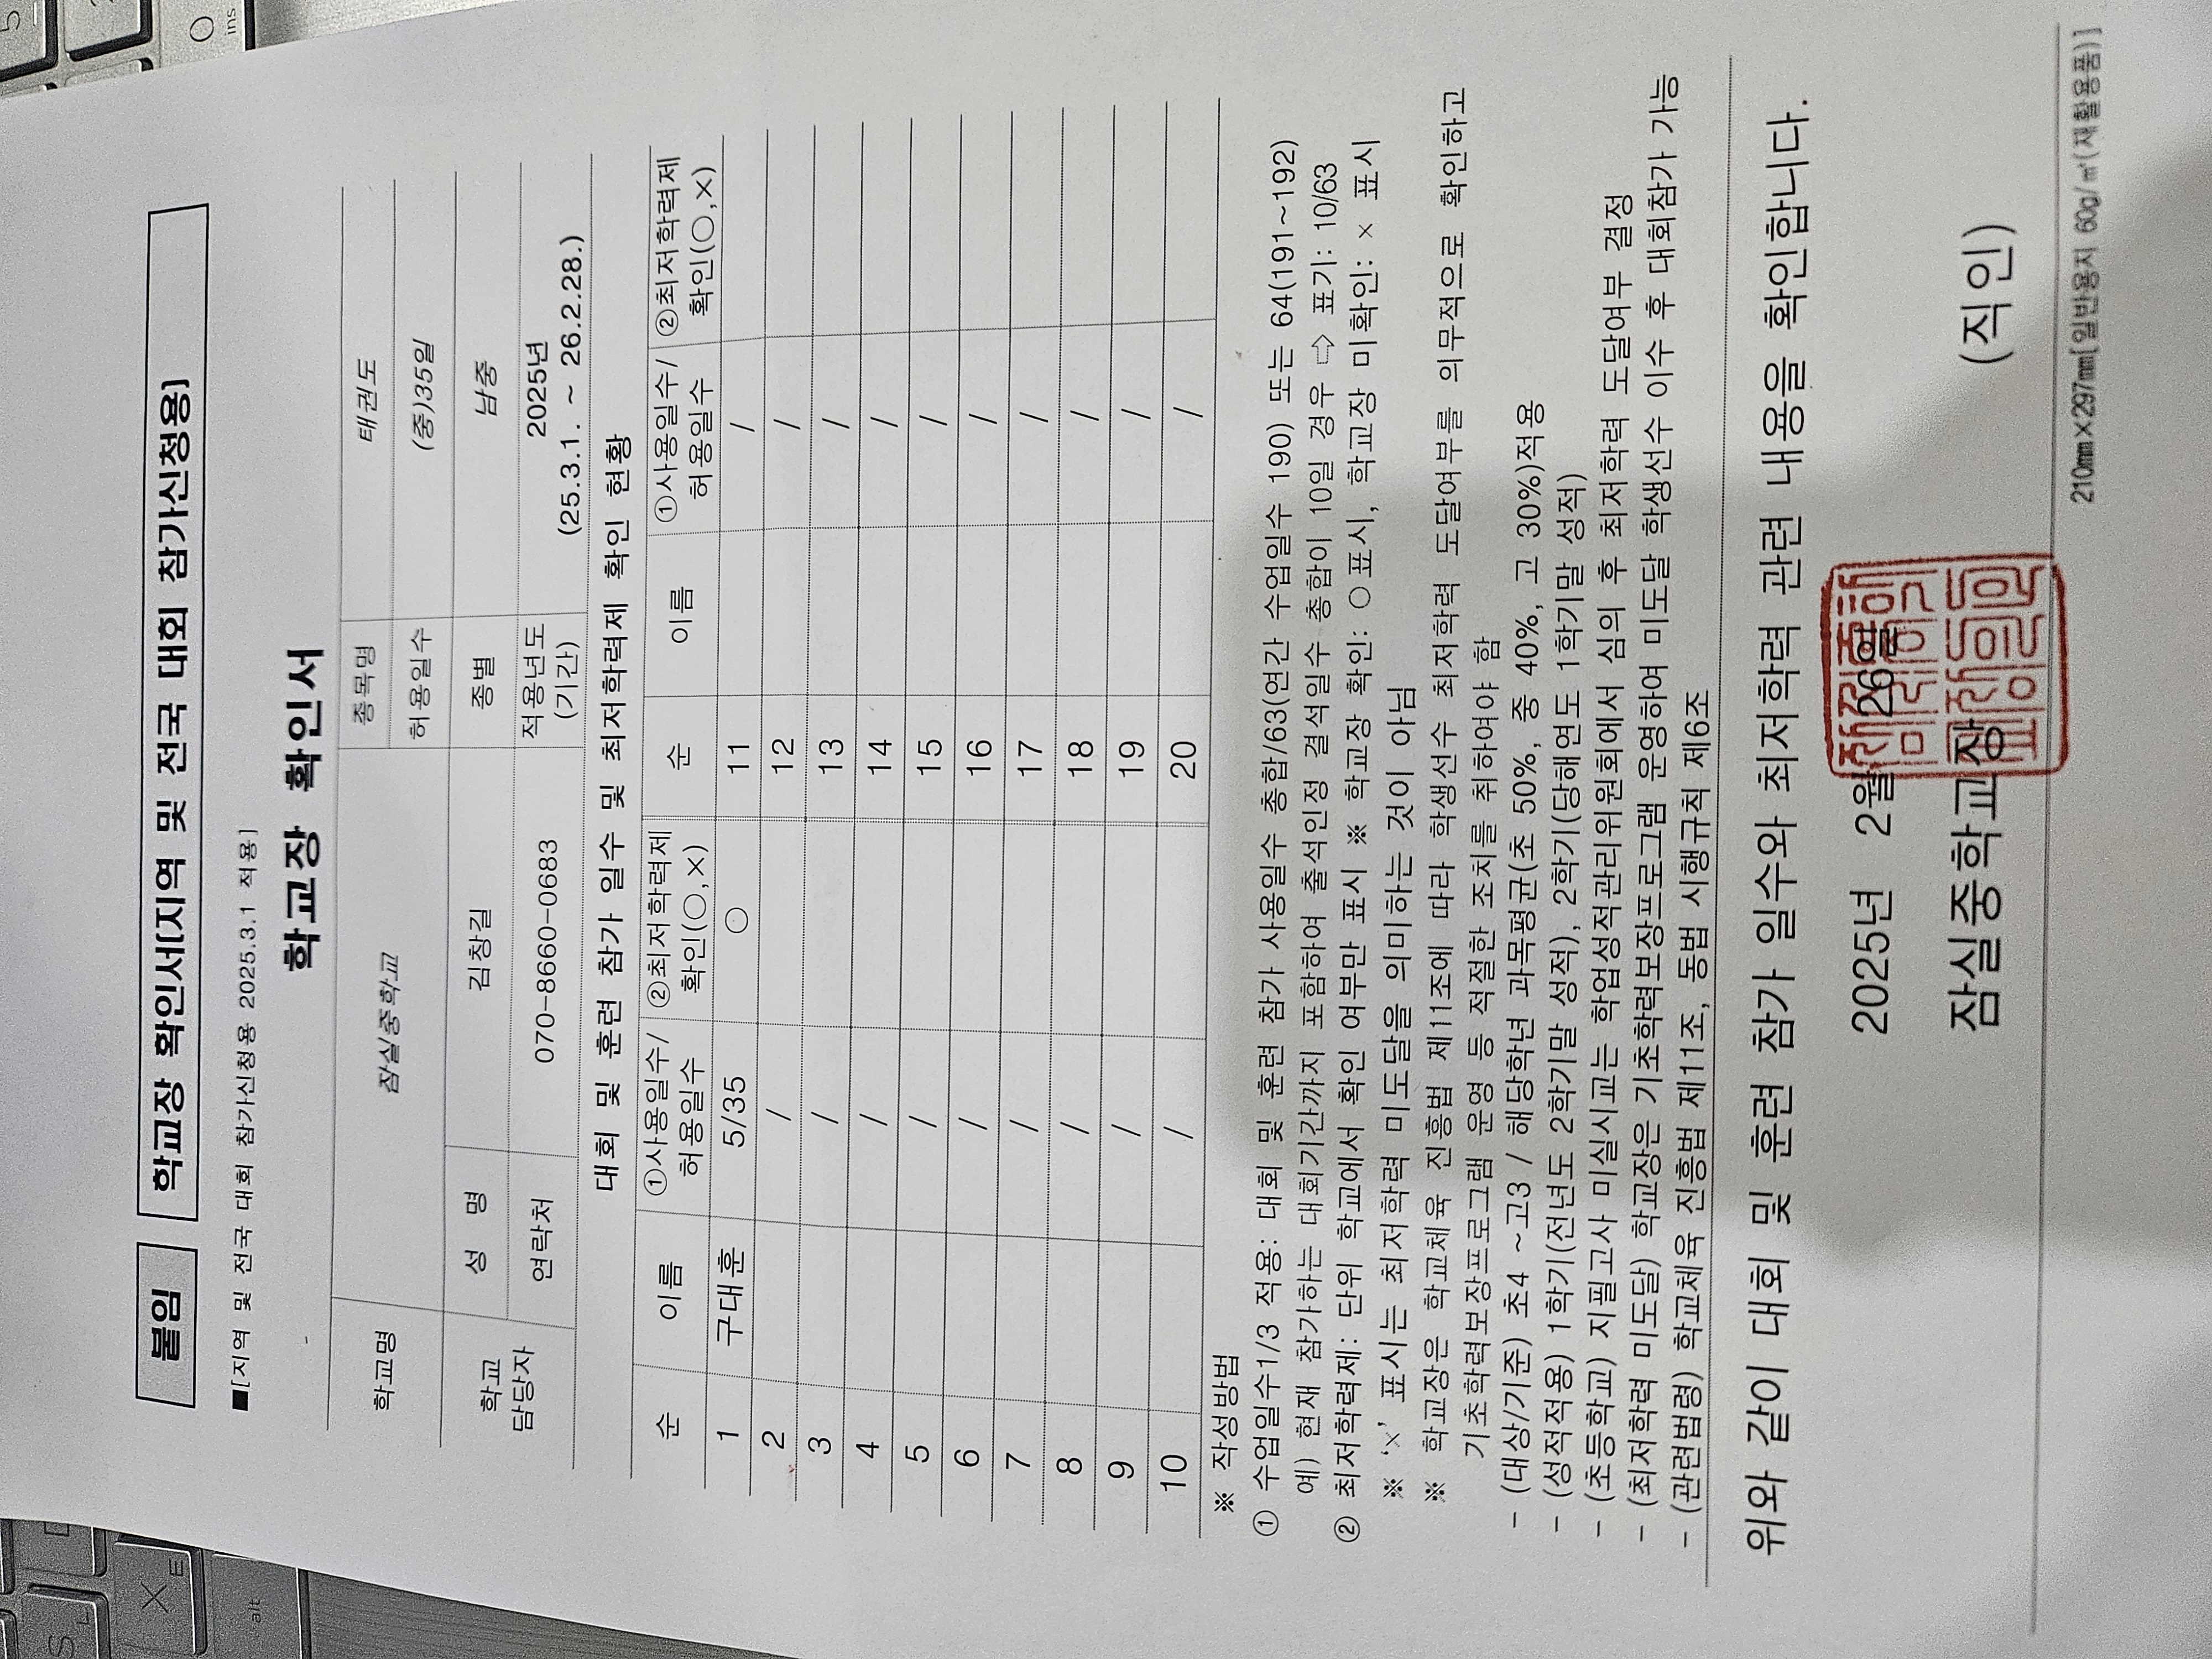 붙임 학교장 확인서[지역 및 전국 대회 참가신청용]
■[지역 및 전국 대회 참가신청용 2025.3.1 적용]
학교장 확인서
학교명 잠실중학교 종목명 태권도
허용일수 (중)35일
학교 담당자 성 명 김창길 종별 남중
연락처 070-8660-0683 적용년도 (기간) 2025년 (25.3.1. ~ 26.2.28.)
대회 및 훈련 참가 일수 및 최저학력제 확인 현황
순 이름 ①사용일수/허용일수 ②최저학력제 확인(○,×) 순 이름 ①사용일수/허용일수 ②최저학력제 확인(○,×)
1 구대훈 5/35 ○ 11 /
2 / 12 /
3 / 13 /
4 / 14 /
5 / 15 /
6 / 16 /
7 / 17 /
8 / 18 /
9 / 19 /
10 / 20 /
※ 작성방법
① 수업일수1/3 적용: 대회 및 훈련 참가 사용일수 총합/63(연간 수업일수 190) 또는 64(191~192)
예) 현재 참가하는 대회기간까지 포함하여 출석인정 결석일수 총합이 10일 경우 ⇨ 표기: 10/63
② 최저학력제: 단위 학교에서 확인 여부만 표시 ※ 학교장 확인: ○표시, 학교장 미확인: × 표시
※ ‘×’ 표시는 최저학력 미도달을 의미하는 것이 아님
※ 학교장은 학교체육 진흥법 제11조에 따라 학생선수 최저학력 도달여부를 의무적으로 확인하고
기초학력보장프로그램 운영 등 적절한 조치를 취하여야 함
- (대상/기준) 초4 ~고3 / 해당학년 과목평균(초 50%, 중 40%, 고 30%)적용
- (성적적용) 1학기(전년도 2학기말 성적), 2학기(당해연도 1학기말 성적)
- (초등학교) 지필고사 미실시교는 학업성적관리위원회에서 심의 후 최저학력 도달여부 결정
- (최저학력 미도달) 학교장은 기초학력보장프로그램 운영하여 미도달 학생선수 이수 후 대회참가 가능
- (관련법령) 학교체육 진흥법 제11조, 동법 시행규칙 제6조
위와 같이 대회 및 훈련 참가 일수와 최저학력 관련 내용을 확인합니다.
2025년 2월 26일
잠실중학교장 (직인)
210㎜×297㎜[일반용지 60g/㎡(재활용품)]